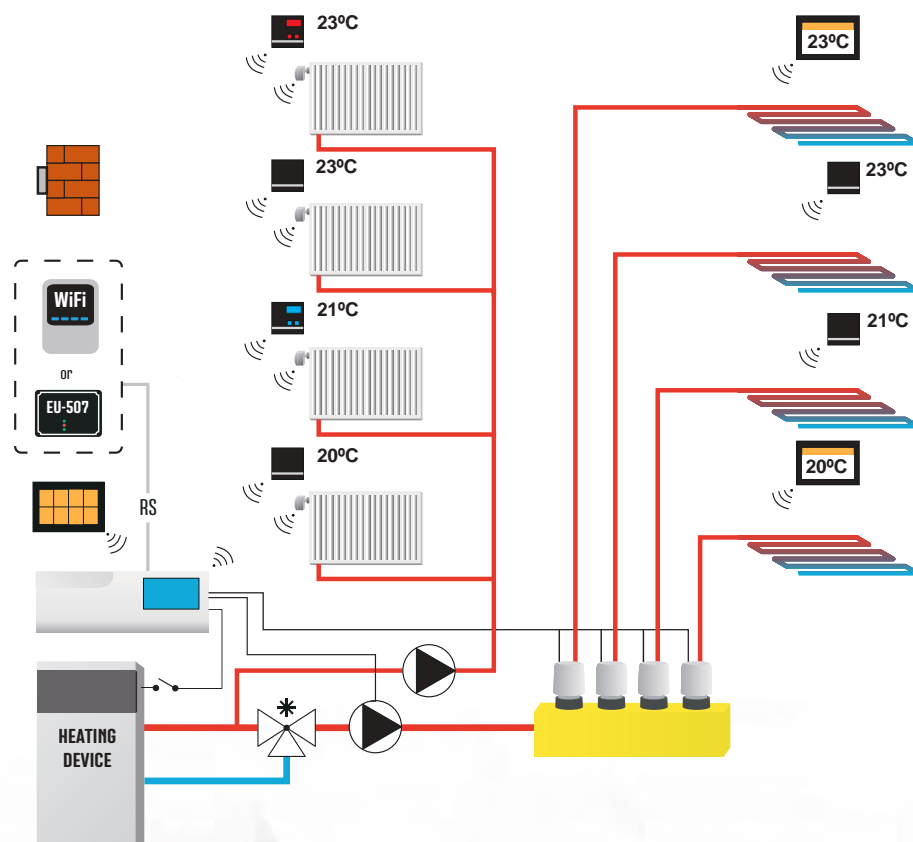 23ºC
23ºC
23ºC
23ºC
WiFi
21ºC
21ºC
or
EU-507
20ºC
20ºC
RS
HEATING
DEVICE